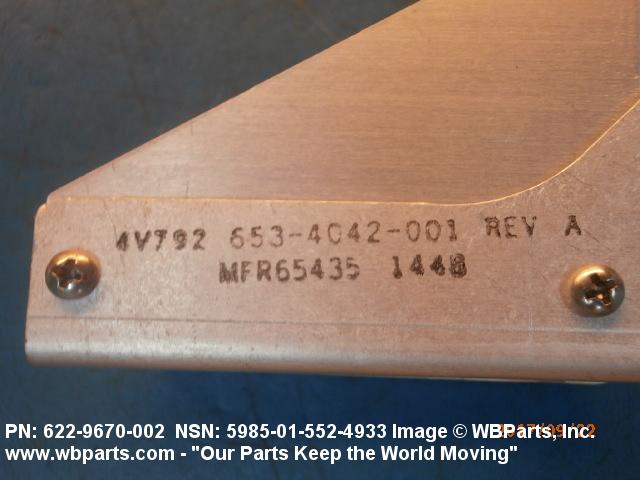 4V792 653-4042-001 REV A
MFR65435 1448
PN: 622-9670-002 NSN: 5985-01-552-4933 Image © WBParts, Inc.
www.wbparts.com - "Our Parts Keep the World Moving"